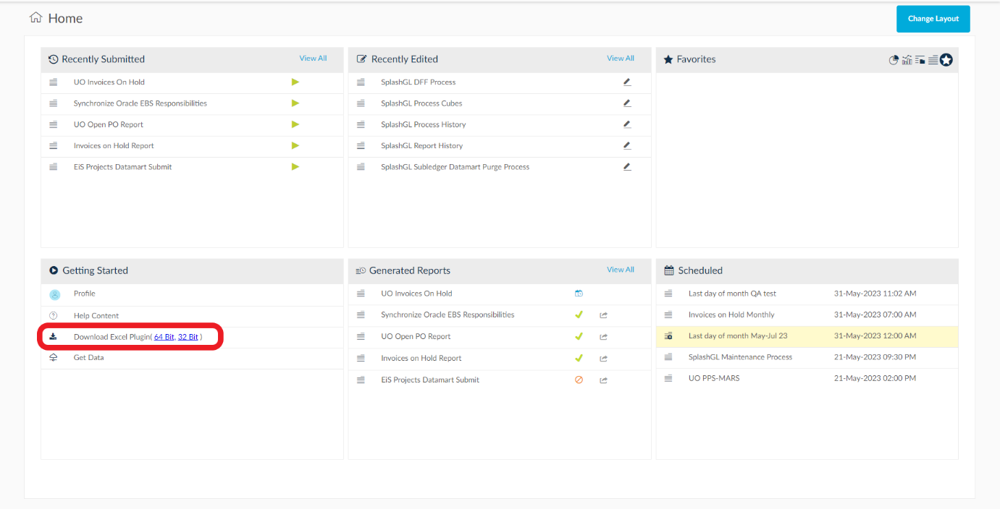 Home
Change Layout
Recently Submitted View All
UO Invoices On Hold
Synchronize Oracle EBS Responsibilities
UO Open PO Report
Invoices on Hold Report
EiS Projects Datamart Submit
Recently Edited View All
SplashGL DFF Process
SplashGL Process Cubes
SplashGL Process History
SplashGL Report History
SplashGL Subledger Datamart Purge Process
Favorites
Getting Started
Profile
Help Content
Download Excel Plugin( 64 Bit, 32 Bit )
Get Data
Generated Reports View All
UO Invoices On Hold
Synchronize Oracle EBS Responsibilities
UO Open PO Report
Invoices on Hold Report
EiS Projects Datamart Submit
Scheduled
Last day of month QA test 31-May-2023 11:02 AM
Invoices on Hold Monthly 31-May-2023 07:00 AM
Last day of month May-Jul 23 31-May-2023 12:00 AM
SplashGL Maintenance Process 21-May-2023 09:30 PM
UO PPS-MARS 21-May-2023 02:00 PM